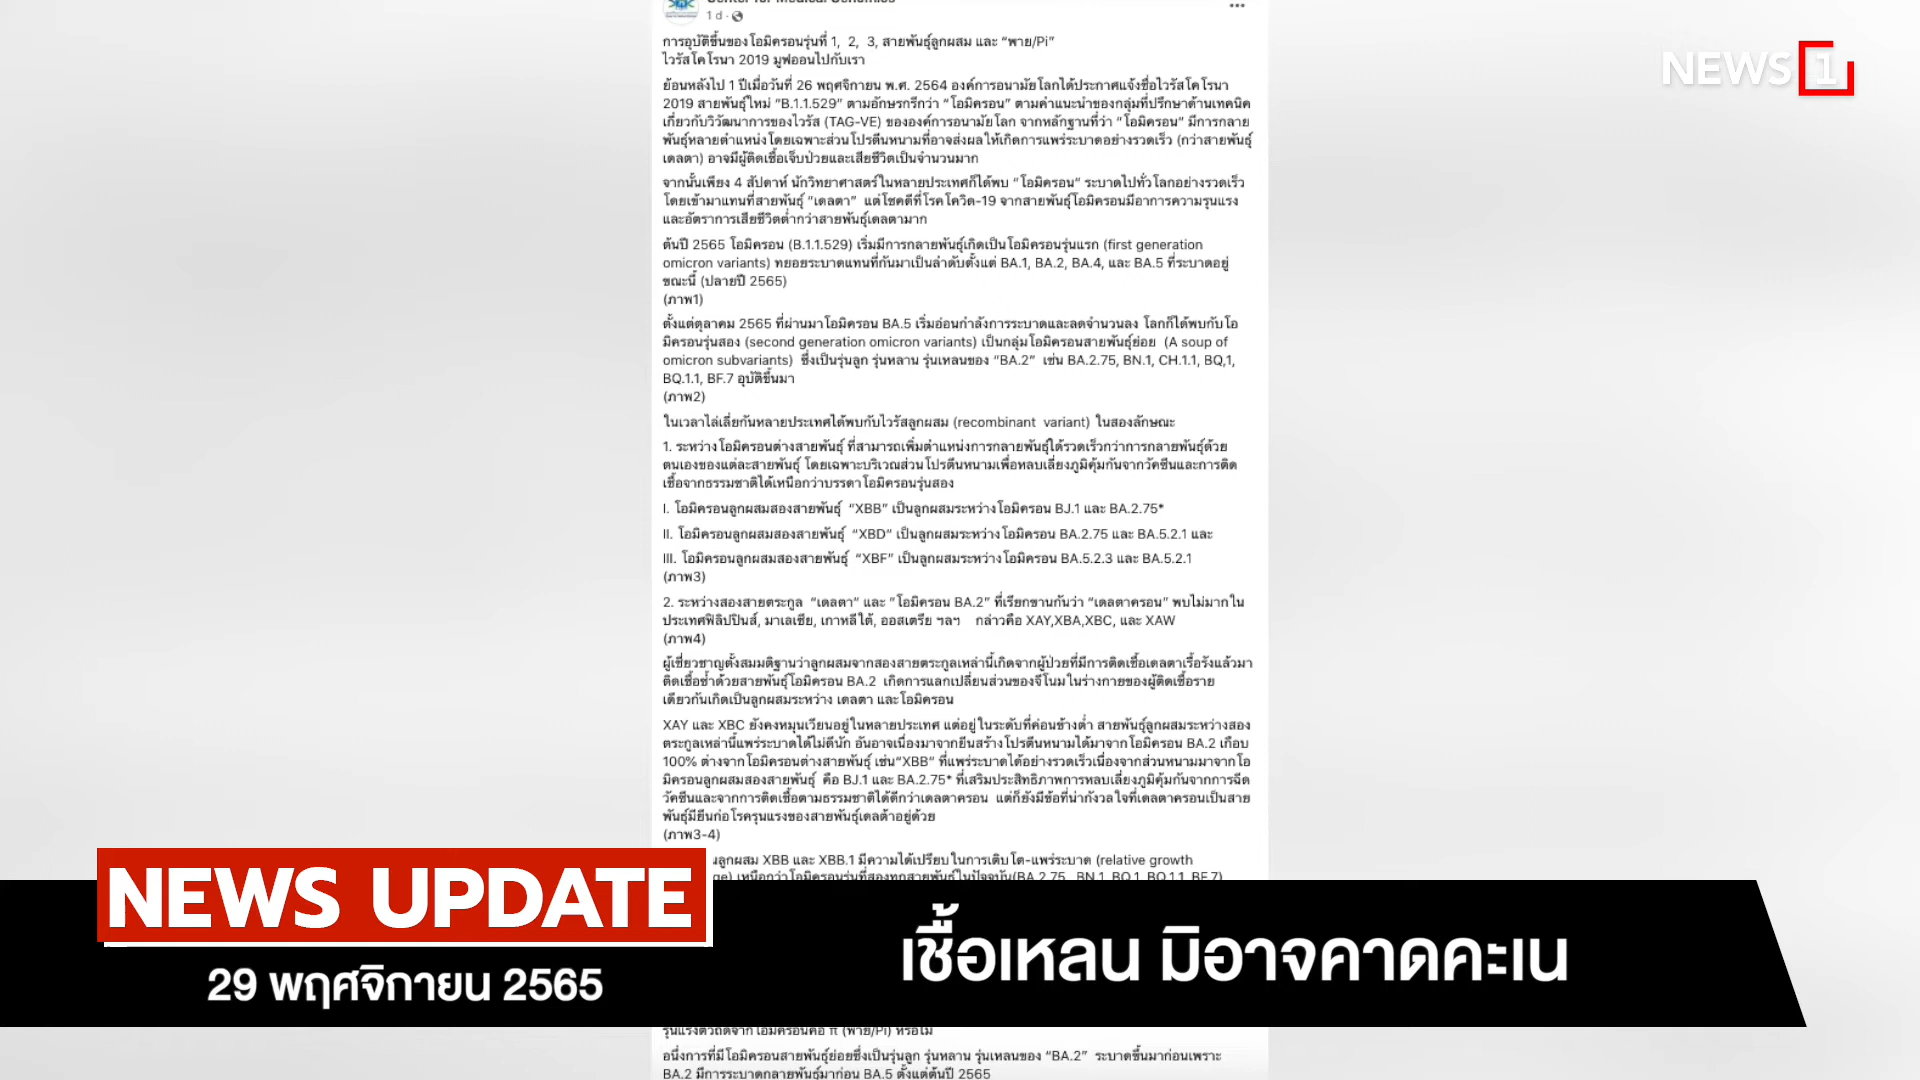 Center for Medical Genomics
1 d
NEWS 1
การอุบัติขึ้นของโอมิครอนรุ่นที่ 1, 2, 3, สายพันธุ์ลูกผสม และ “พาย/Pi”
ไวรัสโคโรนา 2019 มูฟออนไปกับเรา
ย้อนหลังไป 1 ปีเมื่อวันที่ 26 พฤศจิกายน พ.ศ. 2564 องค์การอนามัยโลกได้ประกาศแจ้งชื่อไวรัสโคโรนา
2019 สายพันธุ์ใหม่ “B.1.1.529” ตามอักษรกรีกว่า “โอมิครอน” ตามคำแนะนำของกลุ่มที่ปรึกษาด้านเทคนิค
เกี่ยวกับวิวัฒนาการของไวรัส (TAG-VE) ขององค์การอนามัยโลก จากหลักฐานที่ว่า “โอมิครอน” มีการกลาย
พันธุ์หลายตำแหน่งโดยเฉพาะส่วนโปรตีนหนามที่อาจส่งผลให้เกิดการแพร่ระบาดอย่างรวดเร็ว (กว่าสายพันธุ์
เดลตา) อาจมีผู้ติดเชื้อเจ็บป่วยและเสียชีวิตเป็นจำนวนมาก
จากนั้นเพียง 4 สัปดาห์ นักวิทยาศาสตร์ในหลายประเทศก็ได้พบ “โอมิครอน” ระบาดไปทั่วโลกอย่างรวดเร็ว
โดยเข้ามาแทนที่สายพันธุ์ “เดลตา” แต่โชคดีที่โรคโควิด-19 จากสายพันธุ์โอมิครอนมีอาการความรุนแรง
และอัตราการเสียชีวิตต่ำกว่าสายพันธุ์เดลตามาก
ต้นปี 2565 โอมิครอน (B.1.1.529) เริ่มมีการกลายพันธุ์เกิดเป็นโอมิครอนรุ่นแรก (first generation
omicron variants) ทยอยระบาดแทนที่กันมาเป็นลำดับตั้งแต่ BA.1, BA.2, BA.4, และ BA.5 ที่ระบาดอยู่
ขณะนี้ (ปลายปี 2565)
(ภาพ1)
ตั้งแต่ตุลาคม 2565 ที่ผ่านมาโอมิครอน BA.5 เริ่มอ่อนกำลังการระบาดและลดจำนวนลง โลกก็ได้พบกับโอ
มิครอนรุ่นสอง (second generation omicron variants) เป็นกลุ่มโอมิครอนสายพันธุ์ย่อย (A soup of
omicron subvariants) ซึ่งเป็นรุ่นลูก รุ่นหลาน รุ่นเหลนของ “BA.2” เช่น BA.2.75, BN.1, CH.1.1, BQ,1,
BQ.1.1, BF.7 อุบัติขึ้นมา
(ภาพ2)
ในเวลาไล่เลี่ยกันหลายประเทศได้พบกับไวรัสลูกผสม (recombinant variant) ในสองลักษณะ
1. ระหว่างโอมิครอนต่างสายพันธุ์ ที่สามารถเพิ่มตำแหน่งการกลายพันธุ์ได้รวดเร็วกว่าการกลายพันธุ์ด้วย
ตนเองของแต่ละสายพันธุ์ โดยเฉพาะบริเวณส่วนโปรตีนหนามเพื่อหลบเลี่ยงภูมิคุ้มกันจากวัคซีนและการติด
เชื้อจากธรรมชาติได้เหนือกว่าบรรดาโอมิครอนรุ่นสอง
I. โอมิครอนลูกผสมสองสายพันธุ์ “XBB” เป็นลูกผสมระหว่างโอมิครอน BJ.1 และ BA.2.75*
II. โอมิครอนลูกผสมสองสายพันธุ์ “XBD” เป็นลูกผสมระหว่างโอมิครอน BA.2.75 และ BA.5.2.1 และ
III. โอมิครอนลูกผสมสองสายพันธุ์ “XBF” เป็นลูกผสมระหว่างโอมิครอน BA.5.2.3 และ BA.5.2.1
(ภาพ3)
2. ระหว่างสองสายตระกูล “เดลตา” และ “โอมิครอน BA.2” ที่เรียกขานกันว่า “เดลตาครอน” พบไม่มากใน
ประเทศฟิลิปปินส์, มาเลเซีย, เกาหลีใต้, ออสเตรีย ฯลฯ กล่าวคือ XAY,XBA,XBC, และ XAW
(ภาพ4)
ผู้เชี่ยวชาญตั้งสมมติฐานว่าลูกผสมจากสองสายตระกูลเหล่านี้เกิดจากผู้ป่วยที่มีการติดเชื้อเดลตาเรื้อรังแล้วมา
ติดเชื้อซ้ำด้วยสายพันธุ์โอมิครอน BA.2 เกิดการแลกเปลี่ยนส่วนของจีโนมในร่างกายของผู้ติดเชื้อราย
เดียวกันเกิดเป็นลูกผสมระหว่าง เดลตา และโอมิครอน
XAY และ XBC ยังคงหมุนเวียนอยู่ในหลายประเทศ แต่อยู่ในระดับที่ค่อนข้างต่ำ สายพันธุ์ลูกผสมระหว่างสอง
ตระกูลเหล่านี้แพร่ระบาดได้ไม่ดีนัก อันอาจเนื่องมาจากยีนสร้างโปรตีนหนามได้มาจากโอมิครอน BA.2 เกือบ
100% ต่างจากโอมิครอนต่างสายพันธุ์ เช่น“XBB” ที่แพร่ระบาดได้อย่างรวดเร็วเนื่องจากส่วนหนามมาจากโอ
มิครอนลูกผสมสองสายพันธุ์ คือ BJ.1 และ BA.2.75* ที่เสริมประสิทธิภาพการหลบเลี่ยงภูมิคุ้มกันจากการฉีด
วัคซีนและจากการติดเชื้อตามธรรมชาติได้ดีกว่าเดลตาครอน แต่ก็ยังมีข้อที่น่ากังวลใจที่เดลตาครอนเป็นสาย
พันธุ์มียีนก่อโรครุนแรงของสายพันธุ์เดลต้าอยู่ด้วย
(ภาพ3-4)
ลูกผสม XBB และ XBB.1 มีความได้เปรียบในการเติบโต-แพร่ระบาด (relative growth
เหนือกว่าโอมิครอนรุ่นที่สองทุกสายพันธุ์ในปัจจุบัน(BA.2.75, BN.1, BQ.1, BQ.1.1, BF.7)
NEWS UPDATE
29 พฤศจิกายน 2565
เชื้อเหลน มิอาจคาดคะเน
รุนแรงตัวถัดจากโอมิครอนคือ π (พาย/Pi) หรือไม่
อนึ่งการที่มีโอมิครอนสายพันธุ์ย่อยซึ่งเป็นรุ่นลูก รุ่นหลาน รุ่นเหลนของ “BA.2” ระบาดขึ้นมาก่อนเพราะ
BA.2 มีการระบาดกลายพันธุ์มาก่อน BA.5 ตั้งแต่ต้นปี 2565